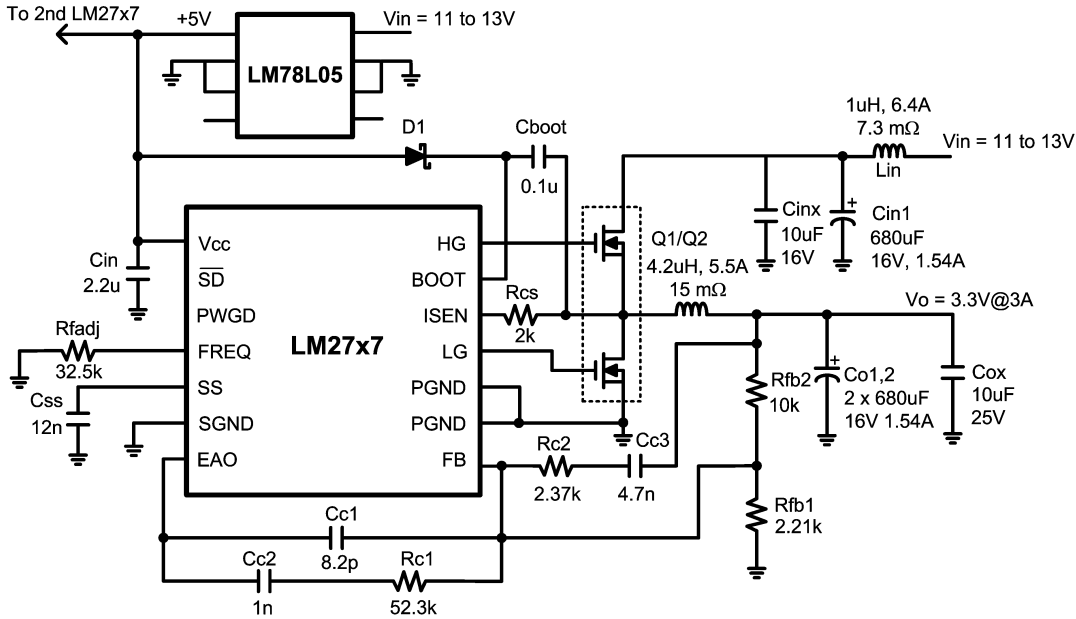 To 2nd LM27x7
+5V
Vin = 11 to 13V
LM78L05
D1
Cboot
0.1u
1uH, 6.4A
7.3 mΩ
Lin
Vin = 11 to 13V
Cinx
10uF
16V
+
Cin1
680uF
16V, 1.54A
Vcc
SD
PWGD
FREQ
SS
SGND
EAO
LM27x7
HG
BOOT
ISEN
LG
PGND
PGND
FB
Cin
2.2u
Rfadj
32.5k
Css
12n
Rcs
2k
Q1/Q2
4.2uH, 5.5A
15 mΩ
Vo = 3.3V@3A
Rfb2
10k
+
Co1,2
2 x 680uF
16V 1.54A
Cox
10uF
25V
Rc2
2.37k
Cc3
4.7n
Rfb1
2.21k
Cc1
8.2p
Cc2
1n
Rc1
52.3k